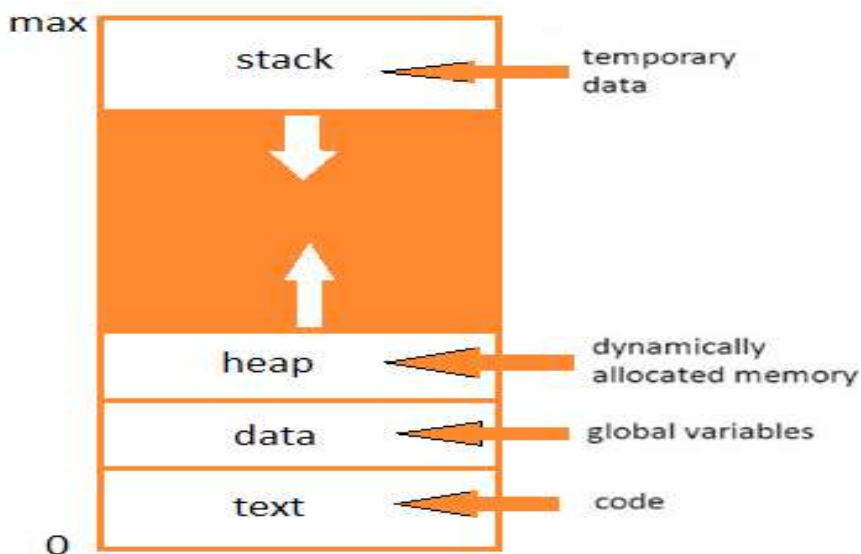 max
stack
temporary
data
heap
dynamically
allocated memory
data
global variables
text
code
0